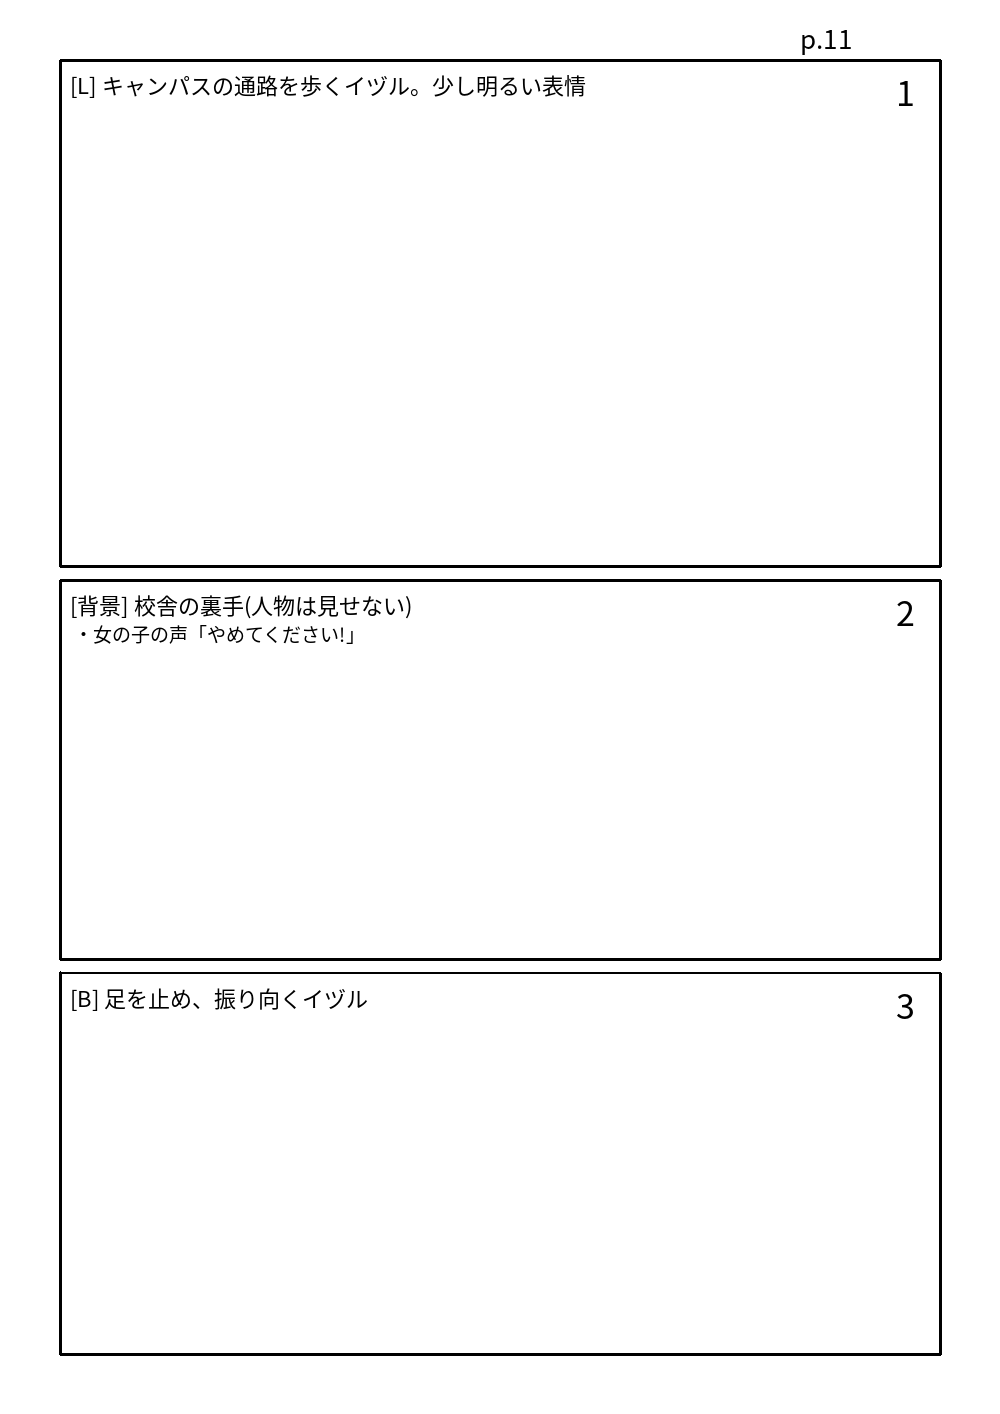 p.11
[L] キャンパスの通路を歩くイヅル。少し明るい表情
1
[背景] 校舎の裏手(人物は見せない)
2
・女の子の声「やめてください!」
[B] 足を止め、振り向くイヅル
3